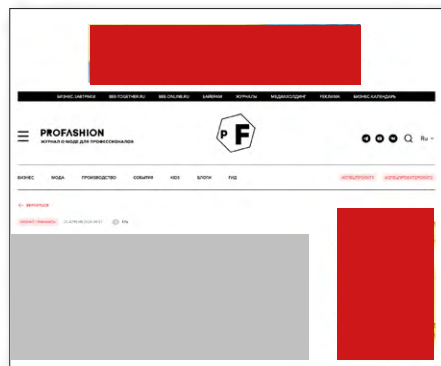 БИЗНЕС-ЗАВТРАКИ BEE-TOGETHER.RU BEE-ONLINE.RU БАЙЕРАМ ЖУРНАЛЫ МЕДИАХОЛДИНГ РЕКЛАМА БИЗНЕС-КАЛЕНДАРЬ
PROFASHION
ЖУРНАЛ О МОДЕ ДЛЯ ПРОФЕССИОНАЛОВ
PF
Ru
БИЗНЕС МОДА ПРОИЗВОДСТВО СОБЫТИЯ KIDS БЛОГИ ГИД
ВЕРНУТЬСЯ